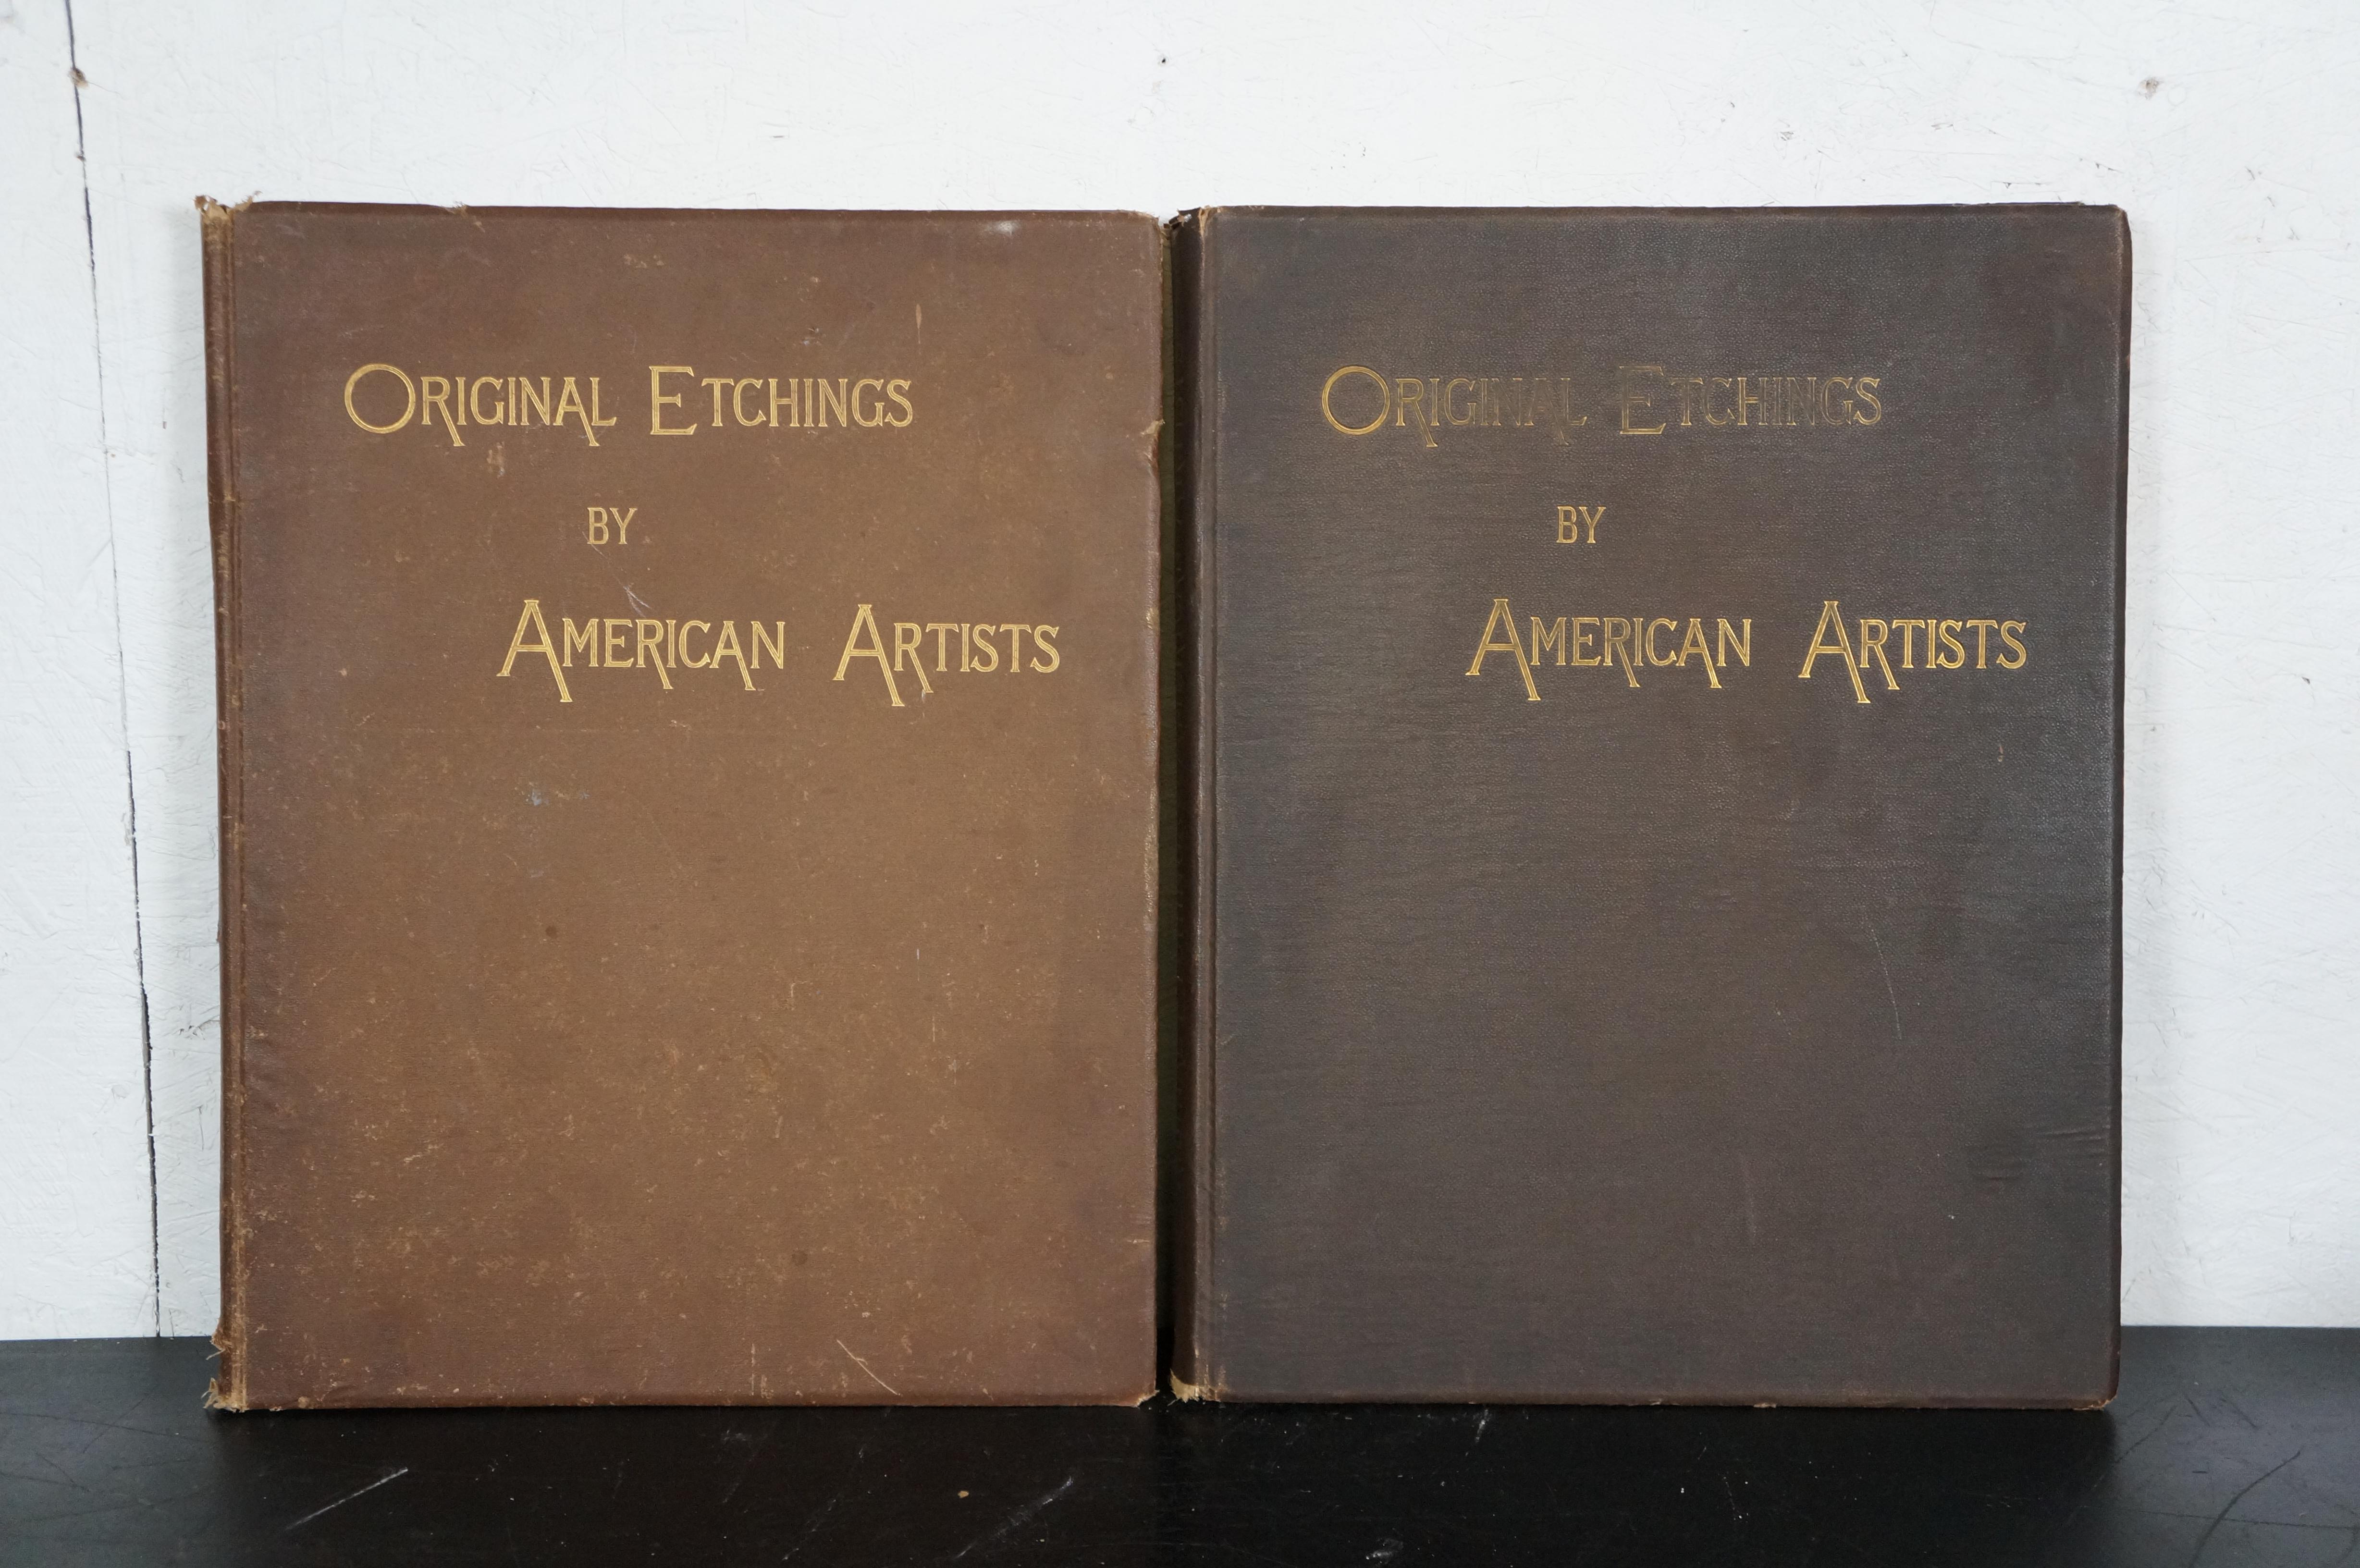 Original Etchings
by
American Artists
Original Etchings
by
American Artists